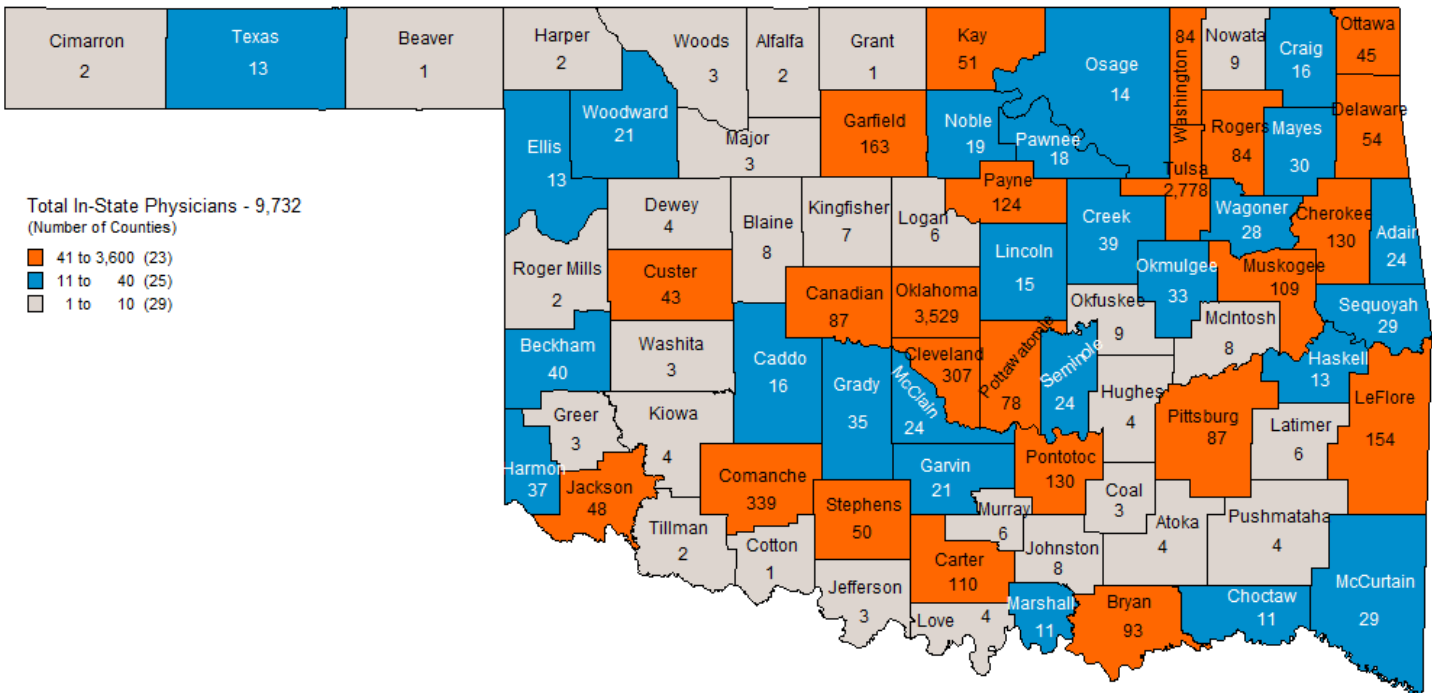 Cimarron
2
Texas
13
Beaver
1
Harper
2
Woods
3
Alfalfa
2
Grant
1
Kay
51
Osage
14
Washington
84
Nowata
9
Craig
16
Ottawa
45
Ellis
13
Woodward
21
Major
3
Garfield
163
Noble
19
Pawnee
18
Rogers
84
Mayes
30
Delaware
54
Tulsa
2,778
Total In-State Physicians - 9,732
(Number of Counties)
41 to 3,600 (23)
11 to 40 (25)
1 to 10 (29)
Dewey
4
Blaine
8
Kingfisher
7
Logan
6
Payne
124
Creek
39
Wagoner
28
Cherokee
130
Adair
24
Roger Mills
2
Custer
43
Canadian
87
Oklahoma
3,529
Lincoln
15
Okmulgee
33
Muskogee
109
Okfuskee
9
McIntosh
8
Sequoyah
29
Beckham
40
Washita
3
Caddo
16
Grady
35
McClain
24
Cleveland
307
Pottawatomie
78
Seminole
24
Hughes
4
Haskell
13
Pittsburg
87
Latimer
6
LeFlore
154
Greer
3
Kiowa
4
Harmon
37
Jackson
48
Comanche
339
Stephens
50
Garvin
21
Pontotoc
130
Coal
3
Murray
6
Atoka
4
Pushmataha
4
Tillman
2
Cotton
1
Carter
110
Johnston
8
Jefferson
3
Love 4
Marshall
11
Bryan
93
Choctaw
11
McCurtain
29